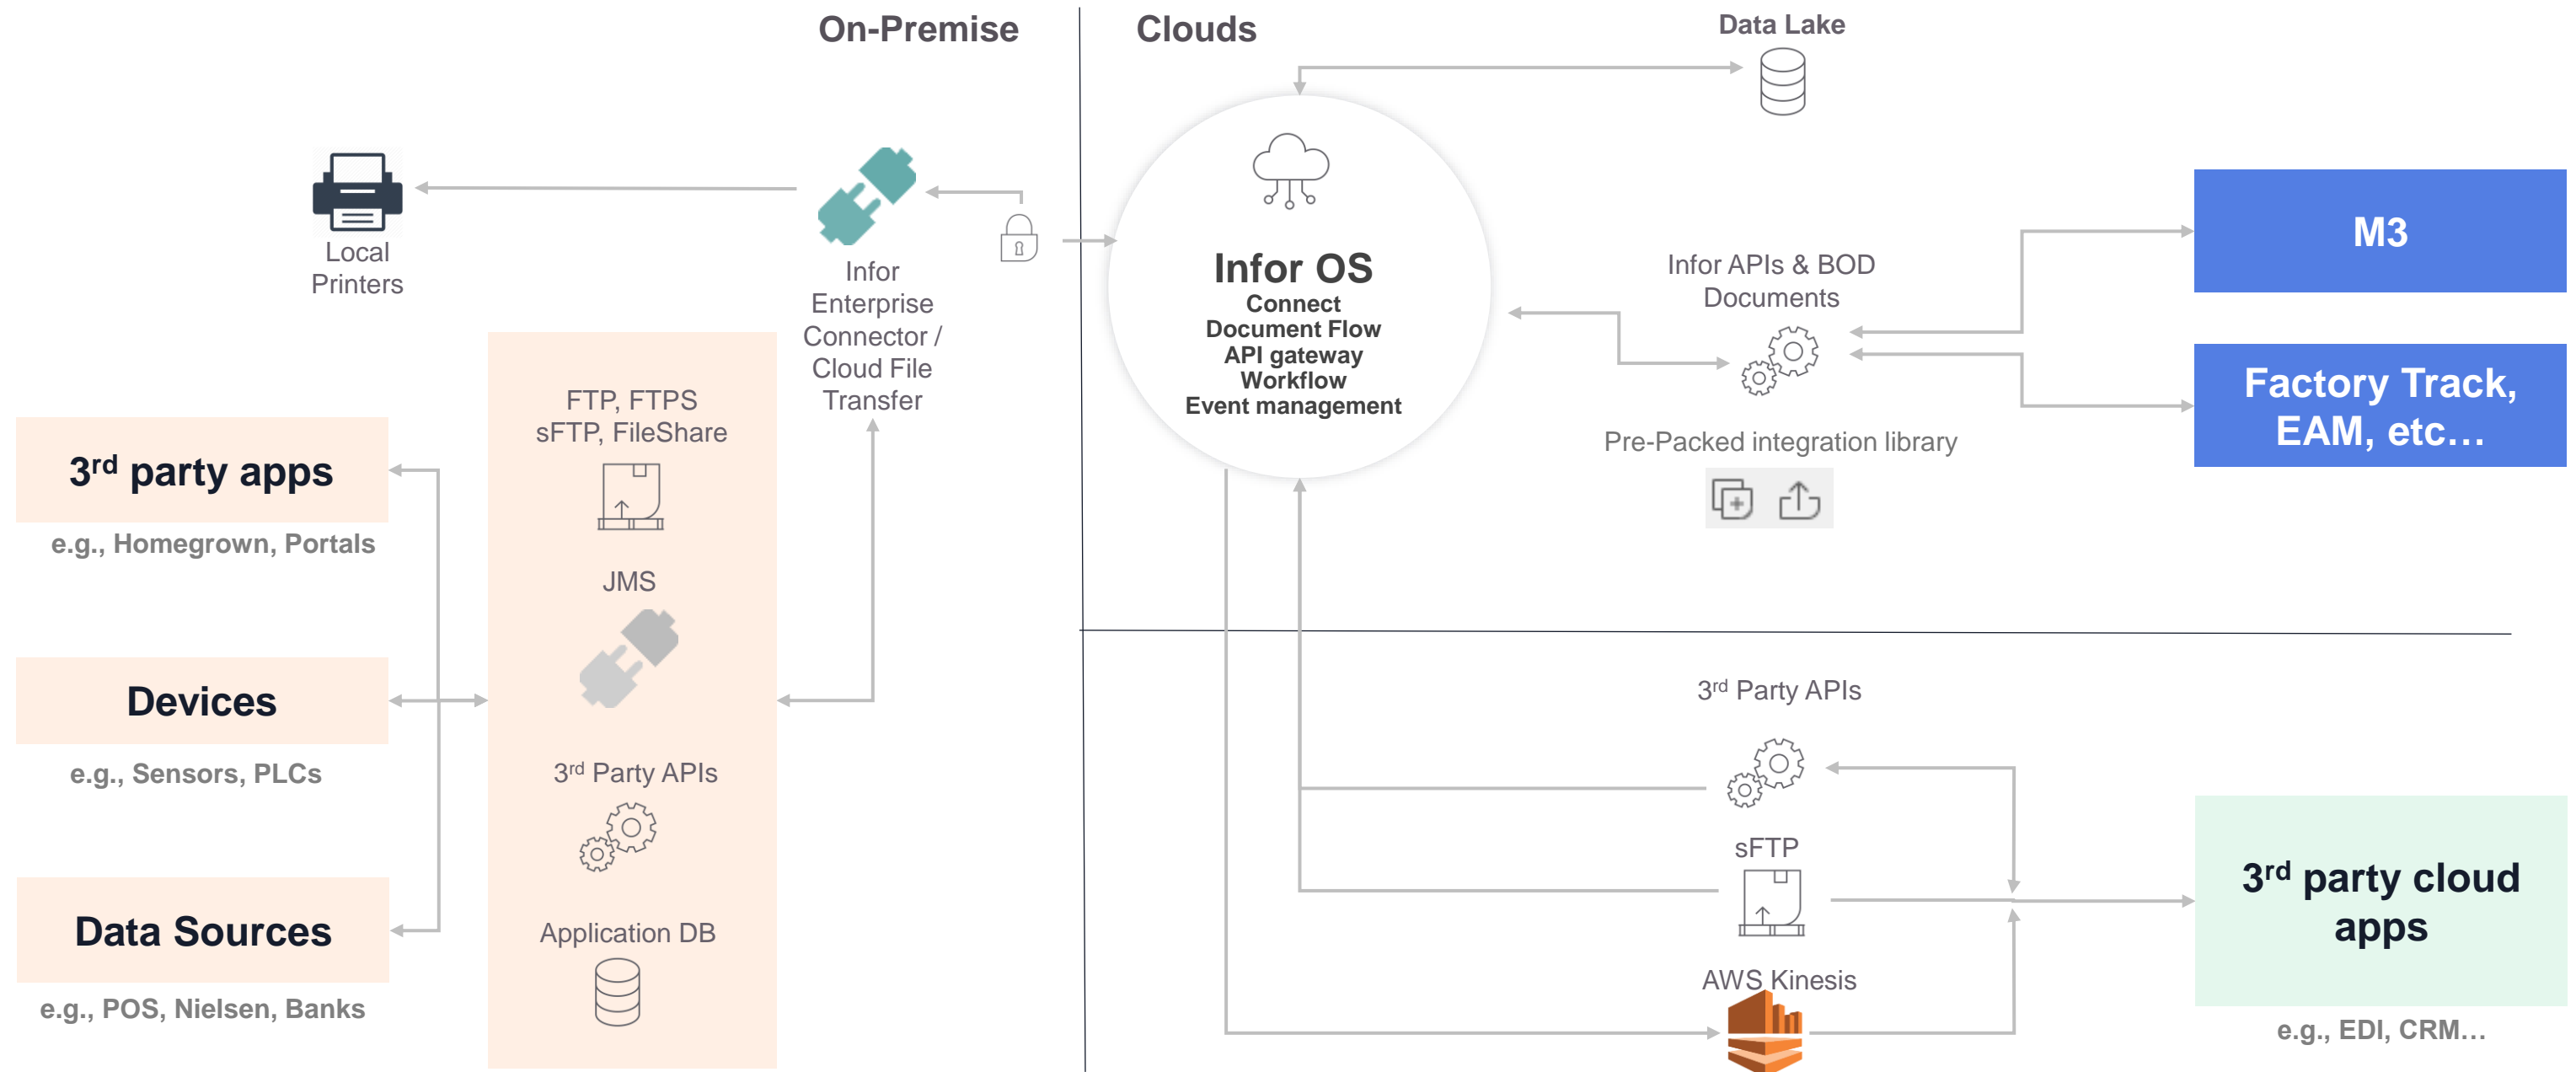 On-Premise
Clouds
Data Lake
Local
Printers
Infor
Enterprise
Connector /
Cloud File
Transfer
Infor OS
Connect
Document Flow
API gateway
Workflow
Event management
Infor APIs & BOD
Documents
Pre-Packed integration library
M3
Factory Track,
EAM, etc…
3rd party apps
e.g., Homegrown, Portals
Devices
e.g., Sensors, PLCs
Data Sources
e.g., POS, Nielsen, Banks
FTP, FTPS
sFTP, FileShare
JMS
3rd Party APIs
Application DB
3rd Party APIs
sFTP
AWS Kinesis
3rd party cloud
apps
e.g., EDI, CRM…